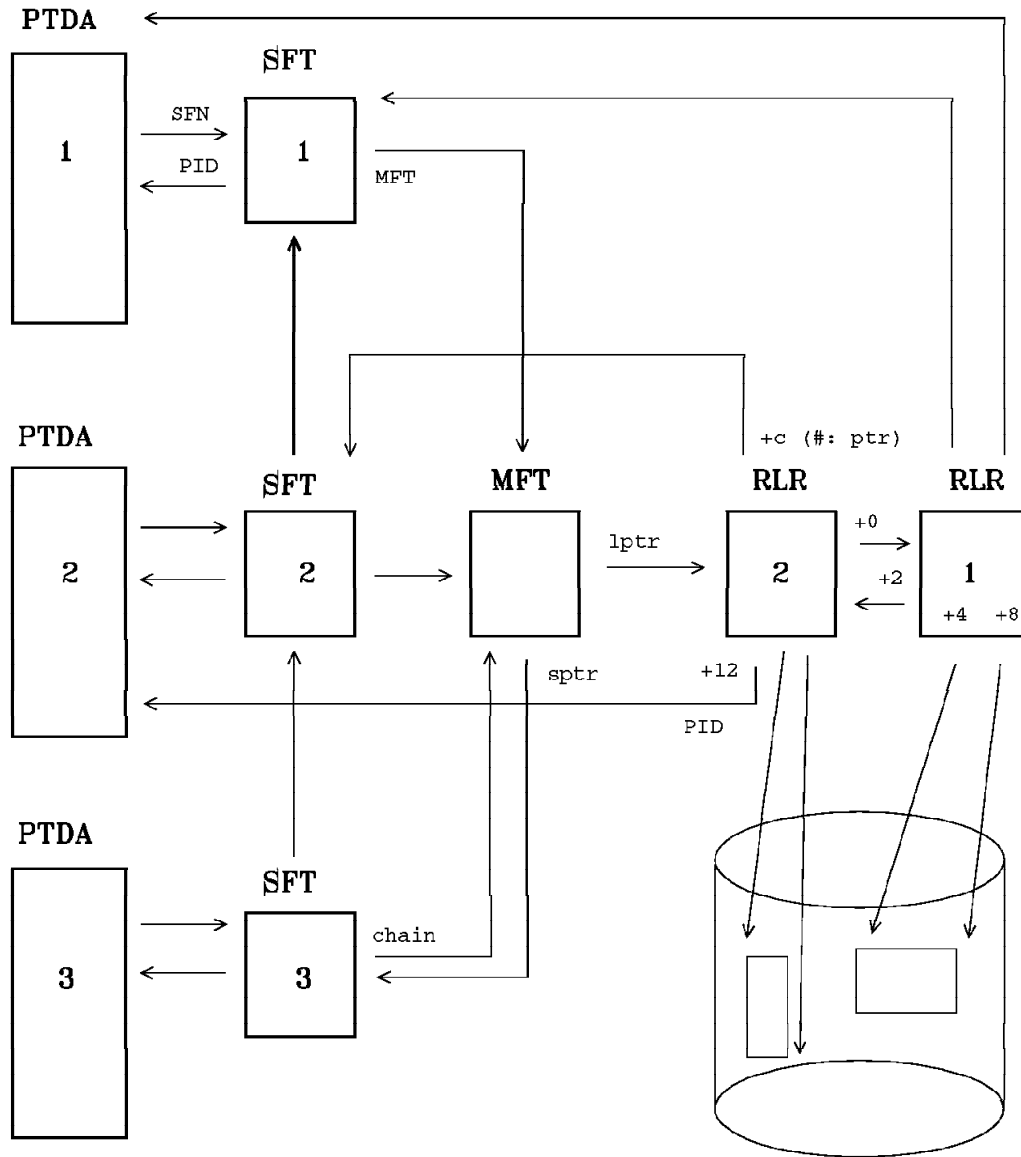 PTDA
SFT
SFN
1
1
PID
MFT
PTDA
+c (#: ptr)
SFT
MFT
RLR
RLR
+0
lptr
2
2
2
+2
1
+4 +8
sptr
+12
PID
PTDA
SFT
chain
3
3